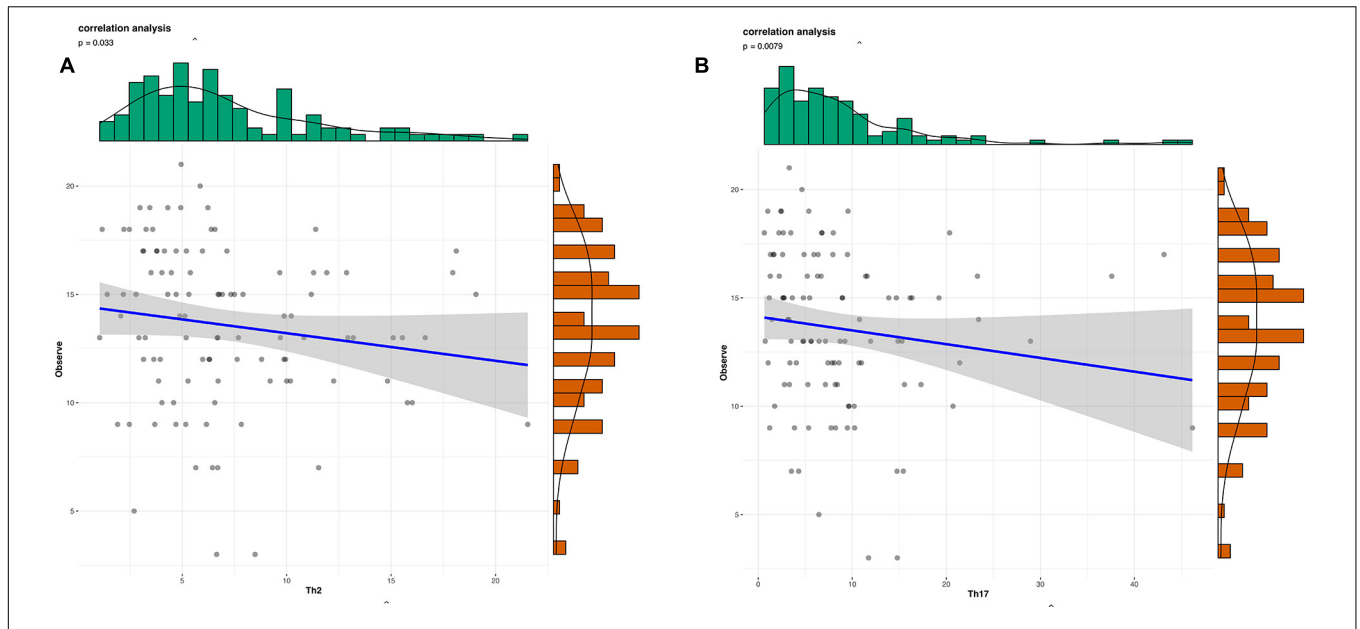 correlation analysis
p = 0.033
^
A
Observe
20
15
10
5
5
10
15
20
Th2
^
correlation analysis
p = 0.0079
^
B
Observe
20
15
10
5
0
10
20
30
40
Th17
^